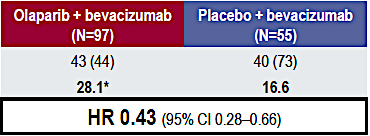 Olaparib + bevacizumab Placebo + bevacizumab
(N=97) (N=55)
43 (44) 40 (73)
28.1* 16.6
HR 0.43 (95% CI 0.28–0.66)